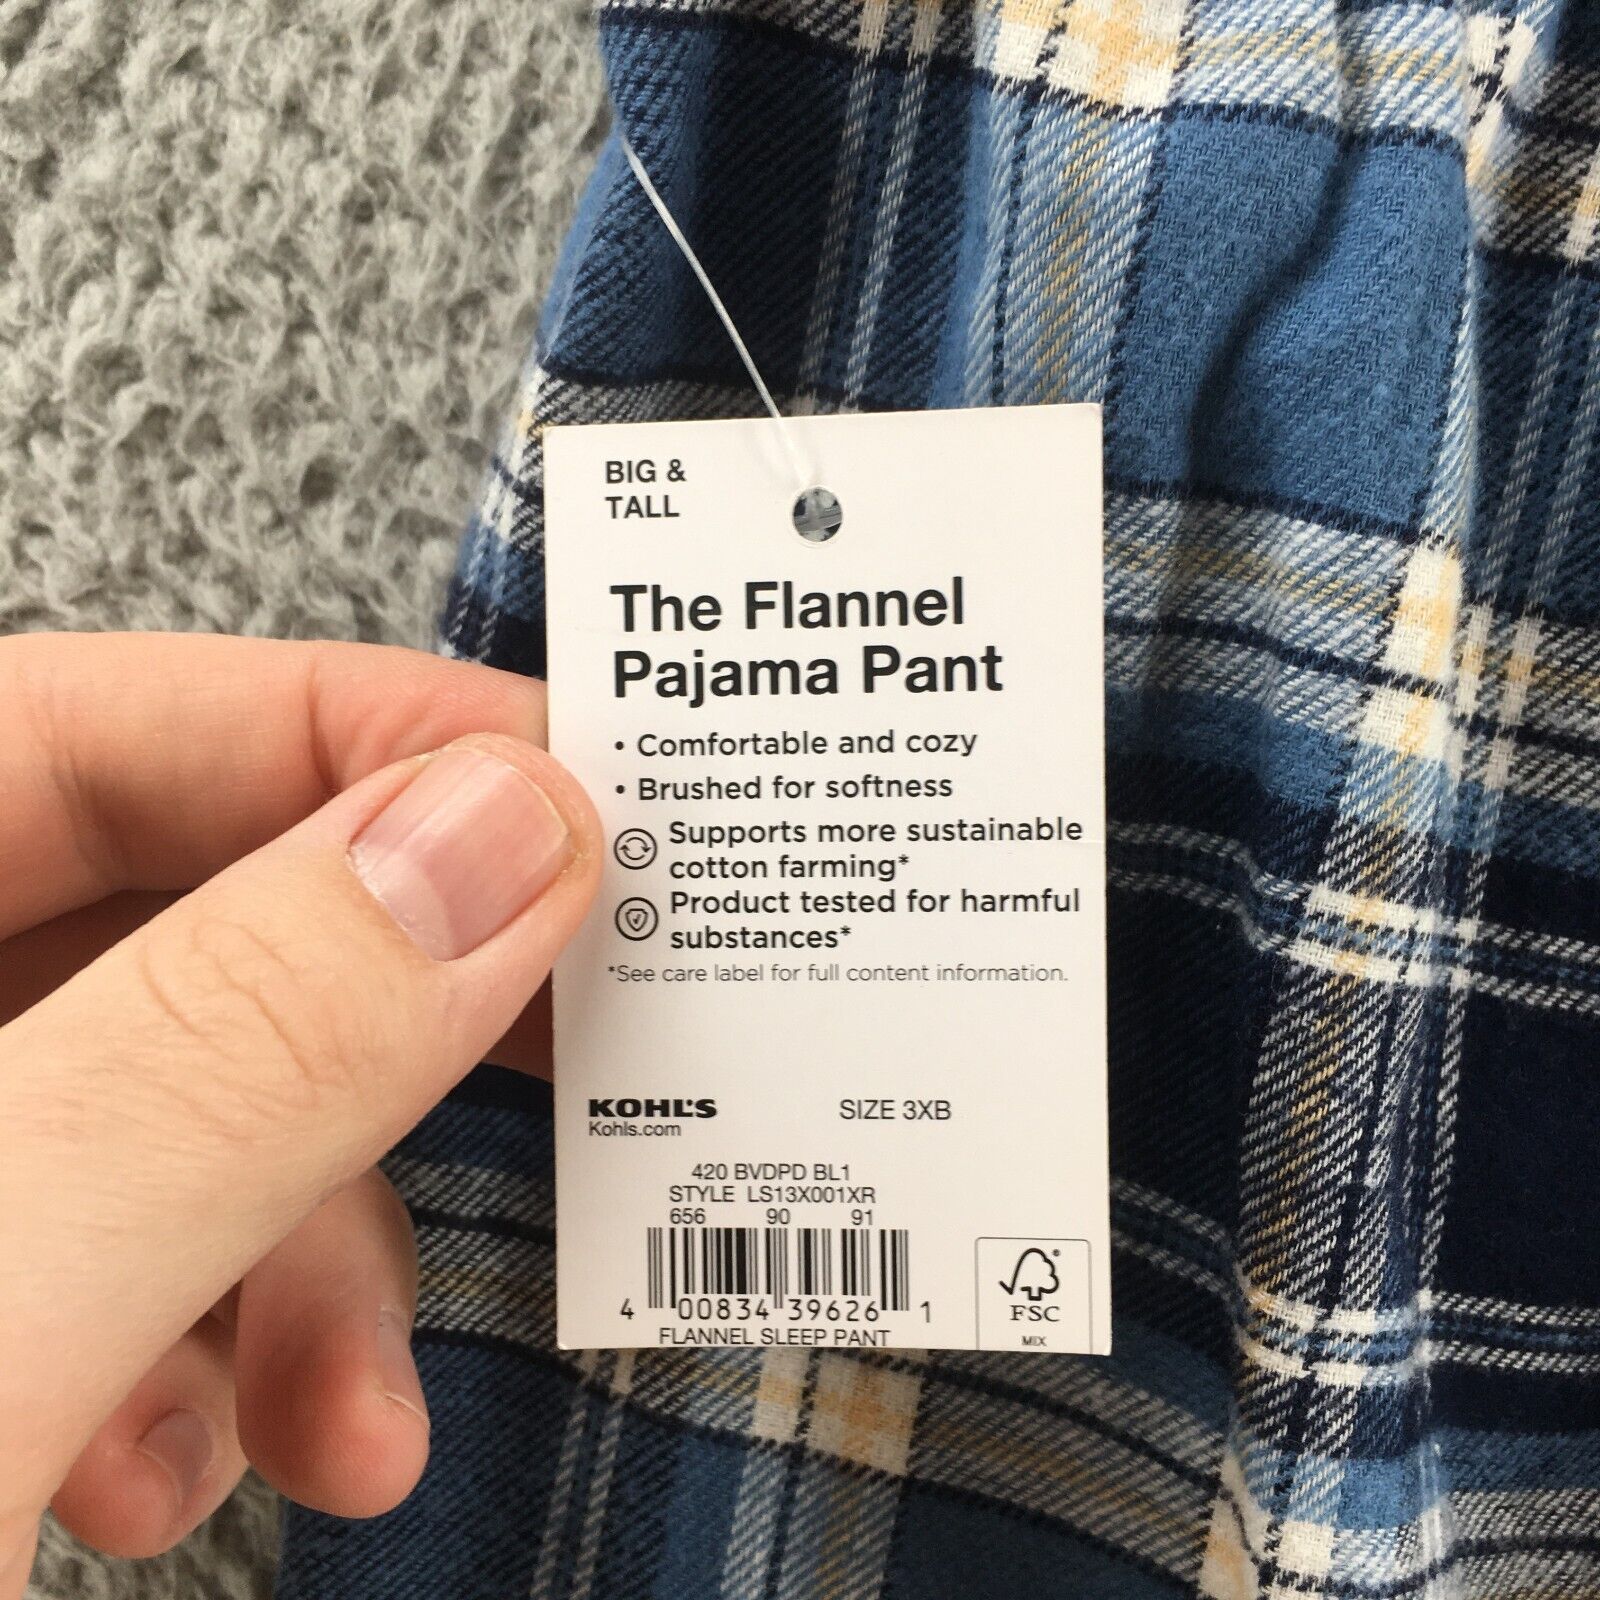 BIG &
TALL
The Flannel
Pajama Pant
• Comfortable and cozy
• Brushed for softness
Supports more sustainable
cotton farming*
Product tested for harmful
substances*
*See care label for full content information.
KOHL'S
Kohls.com
SIZE 3XB
420 BVDPD BL1
STYLE LS13X001XR
656 90 91
4 00834 39626 1
FLANNEL SLEEP PANT
®
FSC
MIX